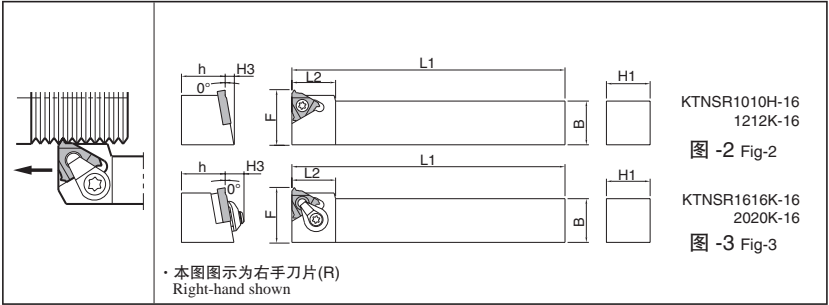 L1
h H3 L2 H1
0°
F B
KTNSR1010H-16
1212K-16
图 -2 Fig-2
L1
h H3 L2 H1
0°
F B
KTNSR1616K-16
2020K-16
图 -3 Fig-3
·本图图示为右手刀片(R)
Right-hand shown